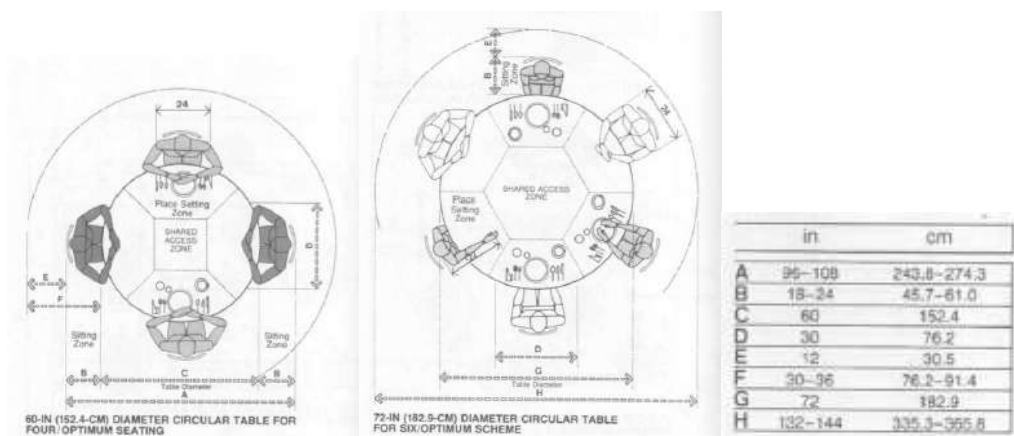 24
Place Setting
Zone
SHARED
ACCESS
ZONE
D
E
F
Sitting
Zone
Sitting
Zone
B
C
B
Table Diameter
A
60-IN (152.4-CM) DIAMETER CIRCULAR TABLE FOR
FOUR/OPTIMUM SEATING
E
B
Sitting
Zone
24
SHARED ACCESS
ZONE
Place
Setting
Zone
D
G
Table Diameter
H
72-IN (182.9-CM) DIAMETER CIRCULAR TABLE
FOR SIX/OPTIMUM SCHEME
in cm
A 96–108 243.8–274.3
B 18–24 45.7–61.0
C 60 152.4
D 30 76.2
E 12 30.5
F 30–36 76.2–91.4
G 72 182.9
H 132–144 335.3–365.8